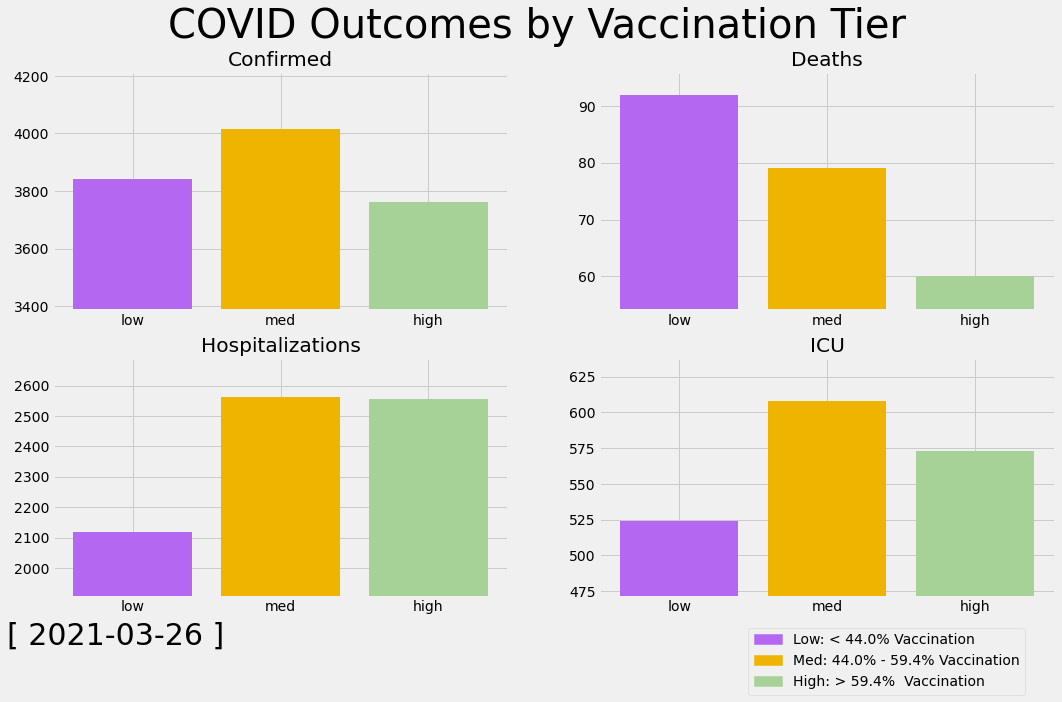 COVID Outcomes by Vaccination Tier
Confirmed
4200
4000
3800
3600
3400
low med high
Deaths
90
80
70
60
low med high
Hospitalizations
2600
2500
2400
2300
2200
2100
2000
low med high
ICU
625
600
575
550
525
500
475
low med high
[ 2021-03-26 ]
Low: < 44.0% Vaccination
Med: 44.0% - 59.4% Vaccination
High: > 59.4%  Vaccination